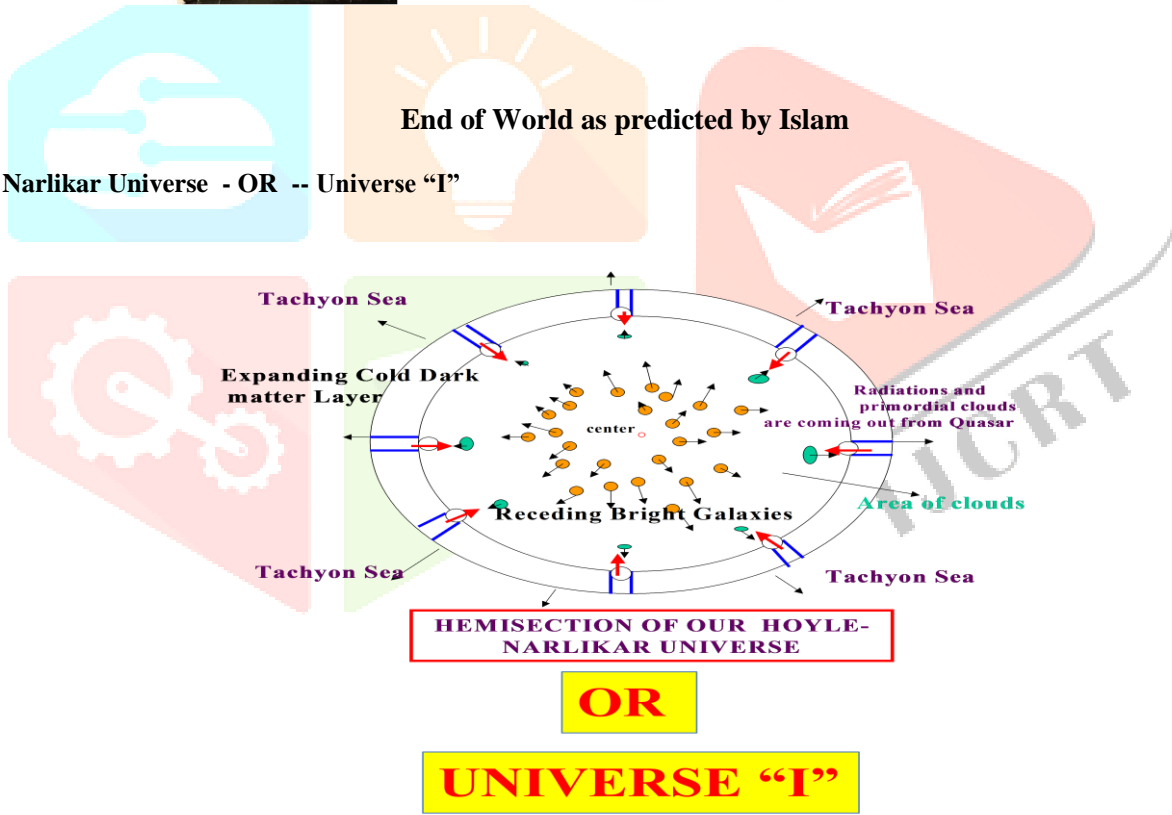 End of World as predicted by Islam
Narlikar Universe - OR -- Universe “I”
Tachyon Sea
Tachyon Sea
Expanding Cold Dark
matter Layer
Radiations and
primordial clouds
are coming out from Quasar
center
Area of clouds
Receding Bright Galaxies
Tachyon Sea
Tachyon Sea
HEMISECTION OF OUR HOYLE-
NARLIKAR UNIVERSE
OR
UNIVERSE “I”
IJCRT